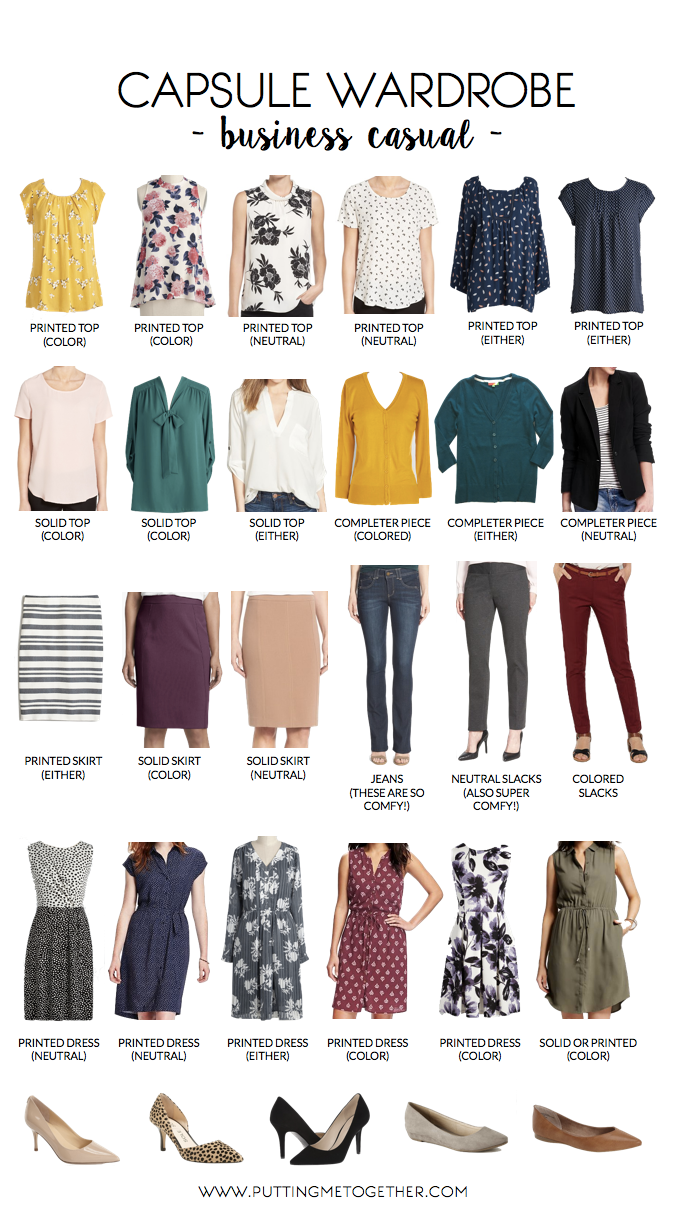 CAPSULE WARDROBE
- business casual -
PRINTED TOP
(COLOR)
PRINTED TOP
(COLOR)
PRINTED TOP
(NEUTRAL)
PRINTED TOP
(NEUTRAL)
PRINTED TOP
(EITHER)
PRINTED TOP
(EITHER)
SOLID TOP
(COLOR)
SOLID TOP
(COLOR)
SOLID TOP
(EITHER)
COMPLETER PIECE
(COLORED)
COMPLETER PIECE
(EITHER)
COMPLETER PIECE
(NEUTRAL)
PRINTED SKIRT
(EITHER)
SOLID SKIRT
(COLOR)
SOLID SKIRT
(NEUTRAL)
JEANS
(THESE ARE SO
COMFY!)
NEUTRAL SLACKS
(ALSO SUPER
COMFY!)
COLORED
SLACKS
PRINTED DRESS
(NEUTRAL)
PRINTED DRESS
(NEUTRAL)
PRINTED DRESS
(EITHER)
PRINTED DRESS
(COLOR)
PRINTED DRESS
(COLOR)
SOLID OR PRINTED
(COLOR)
WWW.PUTTINGMETOGETHER.COM